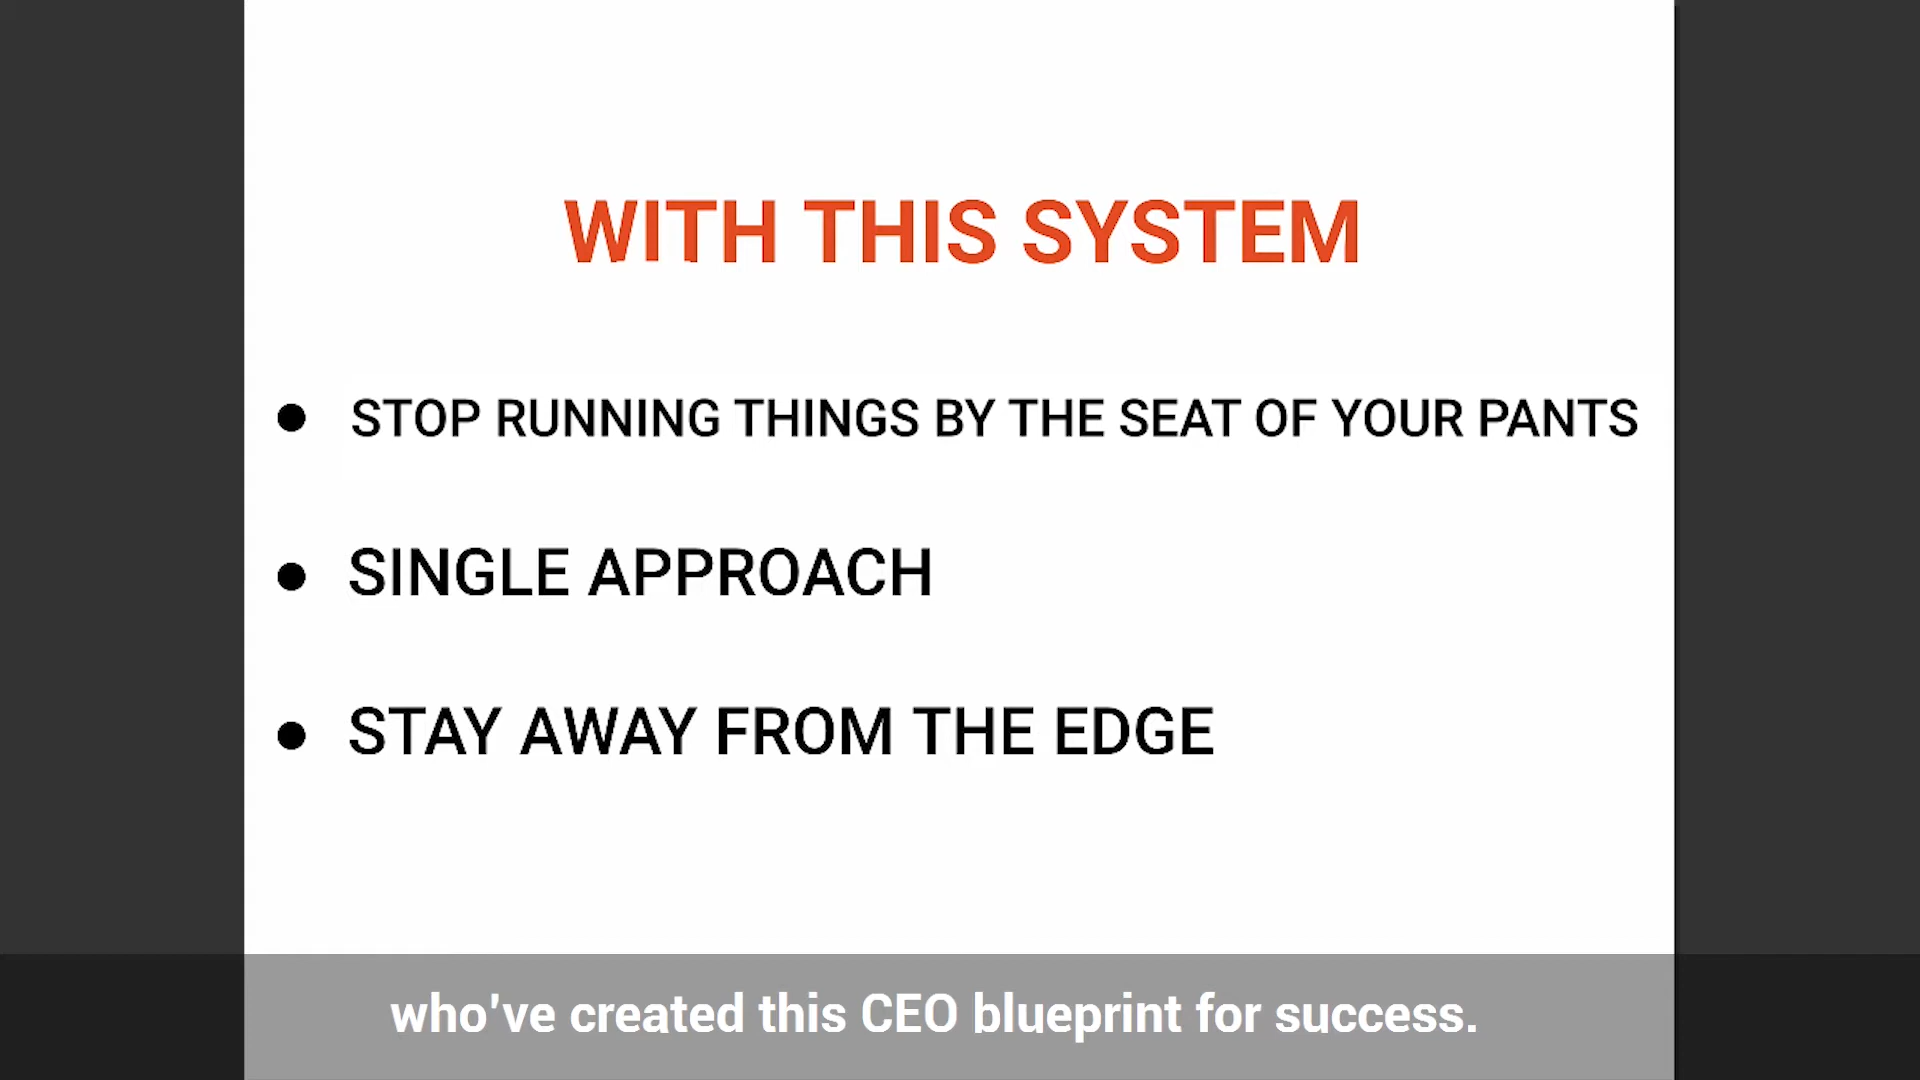 WITH THIS SYSTEM
● STOP RUNNING THINGS BY THE SEAT OF YOUR PANTS
● SINGLE APPROACH
● STAY AWAY FROM THE EDGE
who've created this CEO blueprint for success.